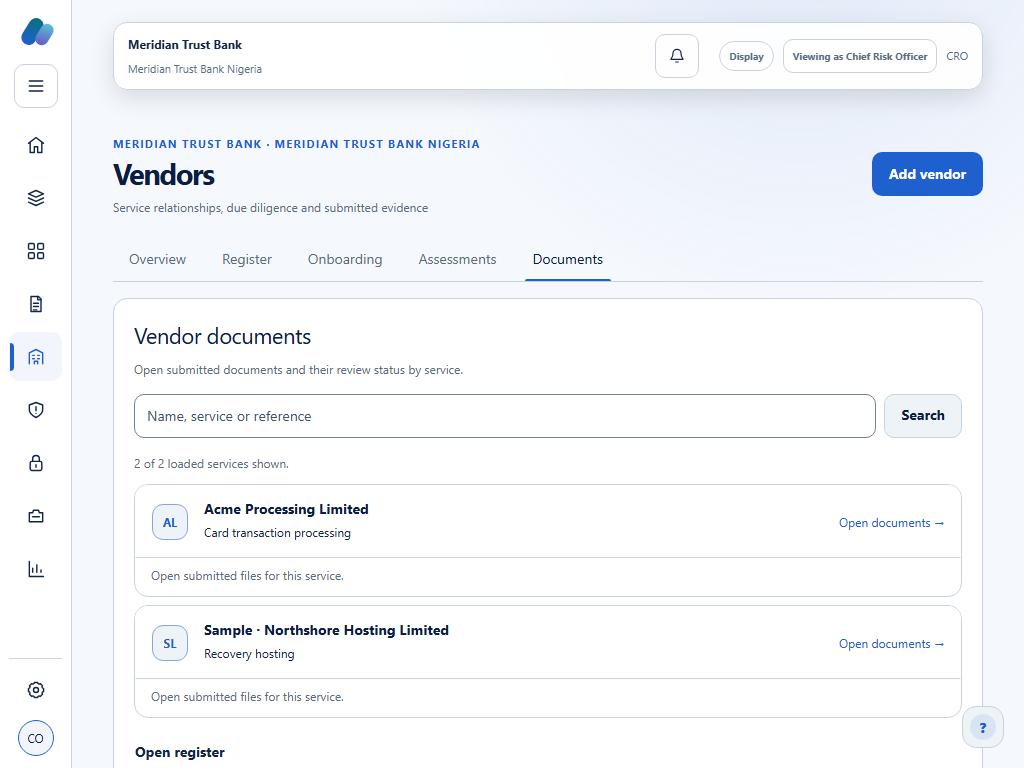 Meridian Trust Bank
Meridian Trust Bank Nigeria
Display
Viewing as Chief Risk Officer
CRO
MERIDIAN TRUST BANK · MERIDIAN TRUST BANK NIGERIA
Vendors
Service relationships, due diligence and submitted evidence
Add vendor
Overview
Register
Onboarding
Assessments
Documents
Vendor documents
Open submitted documents and their review status by service.
Name, service or reference
Search
2 of 2 loaded services shown.
AL
Acme Processing Limited
Card transaction processing
Open documents →
Open submitted files for this service.
SL
Sample · Northshore Hosting Limited
Recovery hosting
Open documents →
Open submitted files for this service.
Open register
CO
?